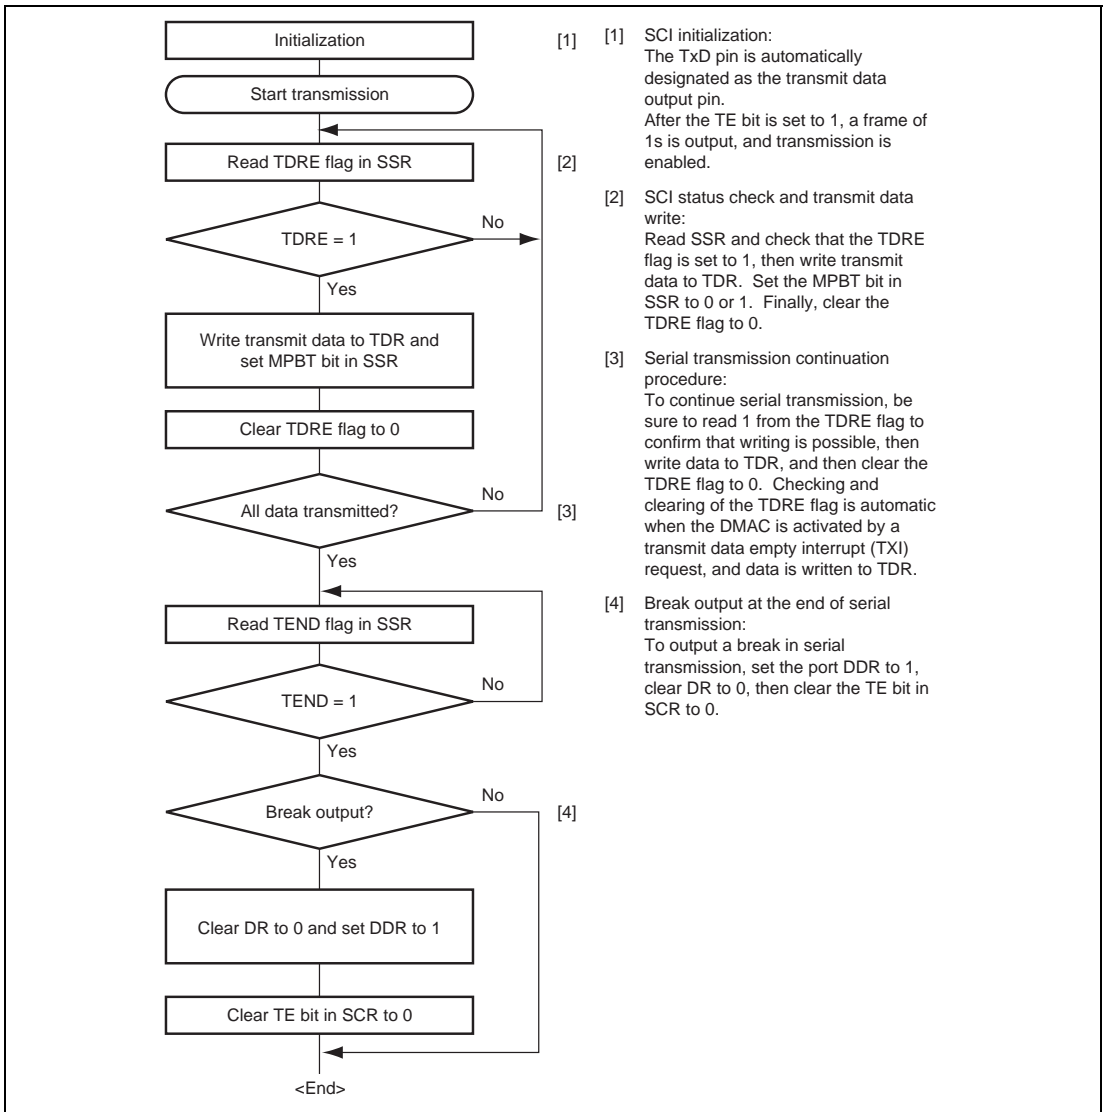 Initialization
[1]
Start transmission
Read TDRE flag in SSR
[2]
No
TDRE = 1
Yes
Write transmit data to TDR and
set MPBT bit in SSR
Clear TDRE flag to 0
No
All data transmitted?
[3]
Yes
Read TEND flag in SSR
No
TEND = 1
Yes
No
Break output?
[4]
Yes
Clear DR to 0 and set DDR to 1
Clear TE bit in SCR to 0
<End>
[1] SCI initialization:
The TxD pin is automatically
designated as the transmit data
output pin.
After the TE bit is set to 1, a frame of
1s is output, and transmission is
enabled.
[2] SCI status check and transmit data
write:
Read SSR and check that the TDRE
flag is set to 1, then write transmit
data to TDR. Set the MPBT bit in
SSR to 0 or 1. Finally, clear the
TDRE flag to 0.
[3] Serial transmission continuation
procedure:
To continue serial transmission, be
sure to read 1 from the TDRE flag to
confirm that writing is possible, then
write data to TDR, and then clear the
TDRE flag to 0. Checking and
clearing of the TDRE flag is automatic
when the DMAC is activated by a
transmit data empty interrupt (TXI)
request, and data is written to TDR.
[4] Break output at the end of serial
transmission:
To output a break in serial
transmission, set the port DDR to 1,
clear DR to 0, then clear the TE bit in
SCR to 0.